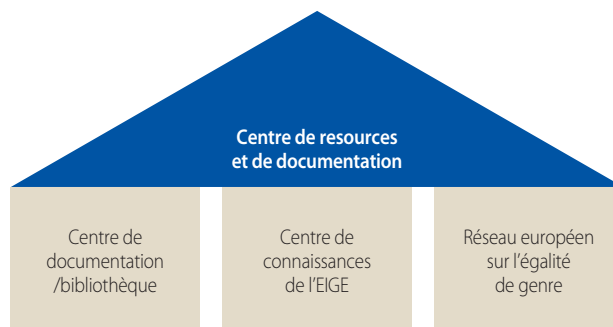 Centre de resources
et de documentation
Centre de
documentation
/bibliothèque
Centre de
connaissances
de l'EIGE
Réseau européen
sur l'égalité
de genre